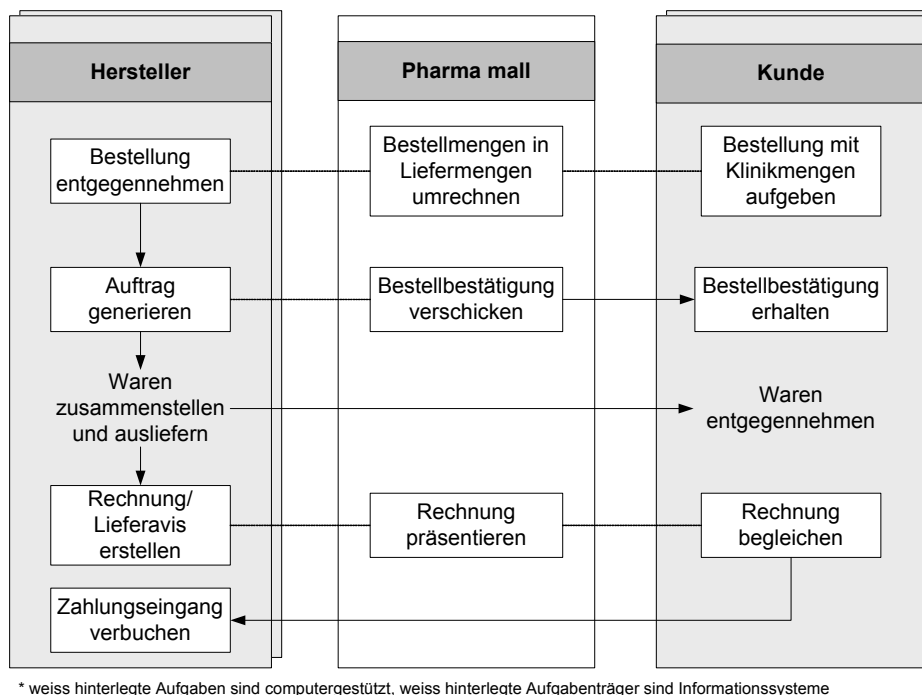 Hersteller
Pharma mall
Kunde
Bestellung
entgegennehmen
Bestellmengen in
Liefermengen
umrechnen
Bestellung mit
Klinikmengen
aufgeben
Auftrag
generieren
Bestellbestätigung
verschicken
Bestellbestätigung
erhalten
Waren
zusammenstellen
und ausliefern
Waren
entgegennehmen
Rechnung/
Lieferavis
erstellen
Rechnung
präsentieren
Rechnung
begleichen
Zahlungseingang
verbuchen
* weiss hinterlegte Aufgaben sind computergestützt, weiss hinterlegte Aufgabenträger sind Informationssysteme